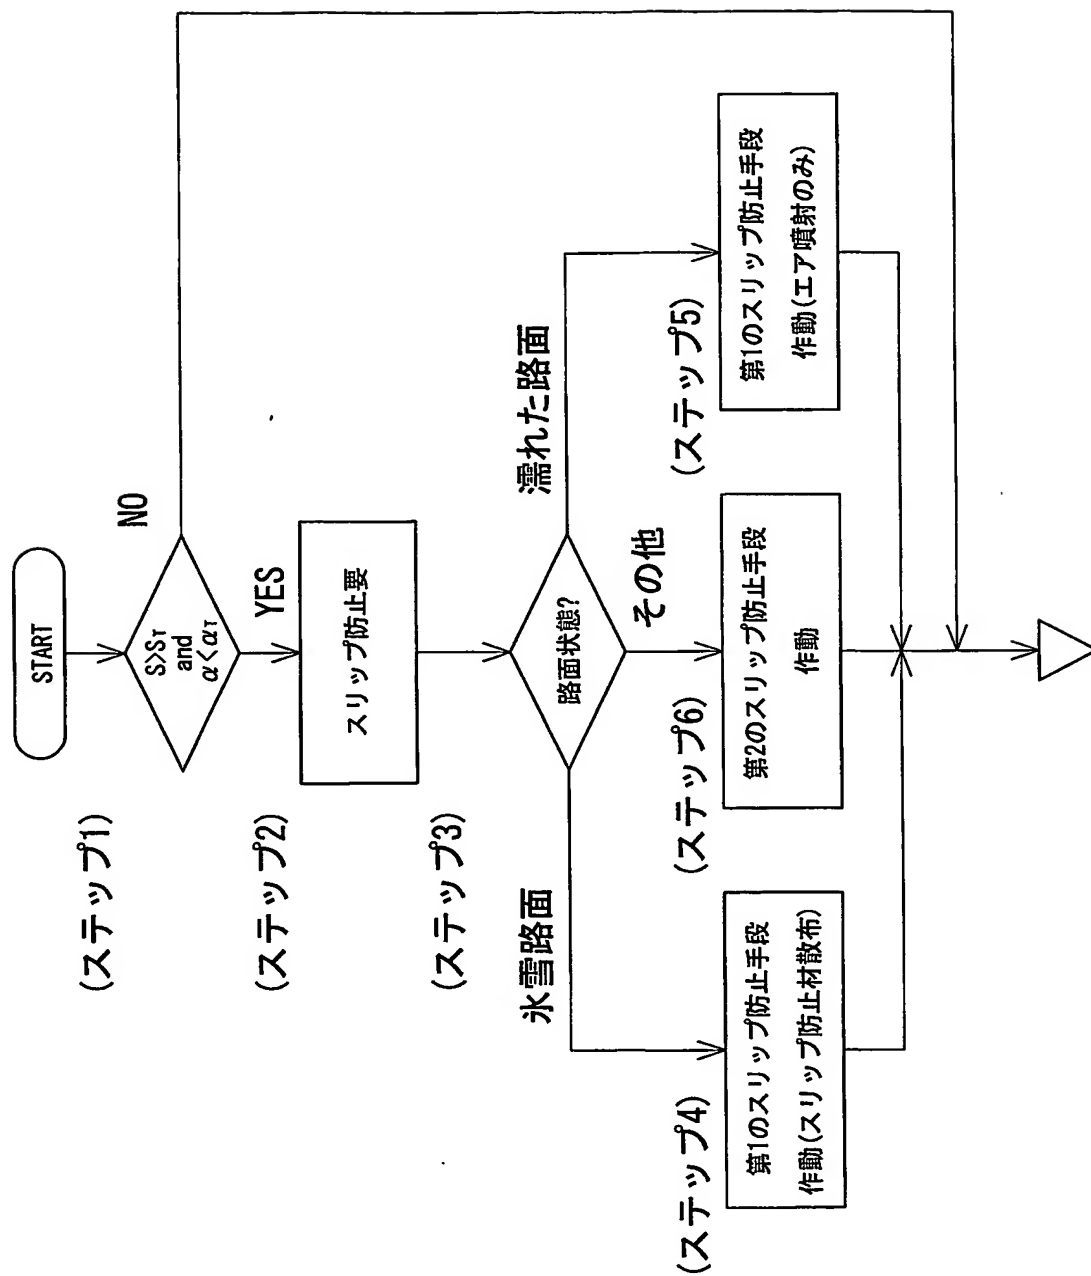 START
(ステップ1)
S>Sᴛ
and
α<αᴛ
NO
YES
(ステップ2)
スリップ防止要
(ステップ3)
路面状態?
氷雪路面
その他
濡れた路面
(ステップ4)
第1のスリップ防止手段
作動(スリップ防止材散布)
(ステップ6)
第2のスリップ防止手段
作動
(ステップ5)
第1のスリップ防止手段
作動(エア噴射のみ)